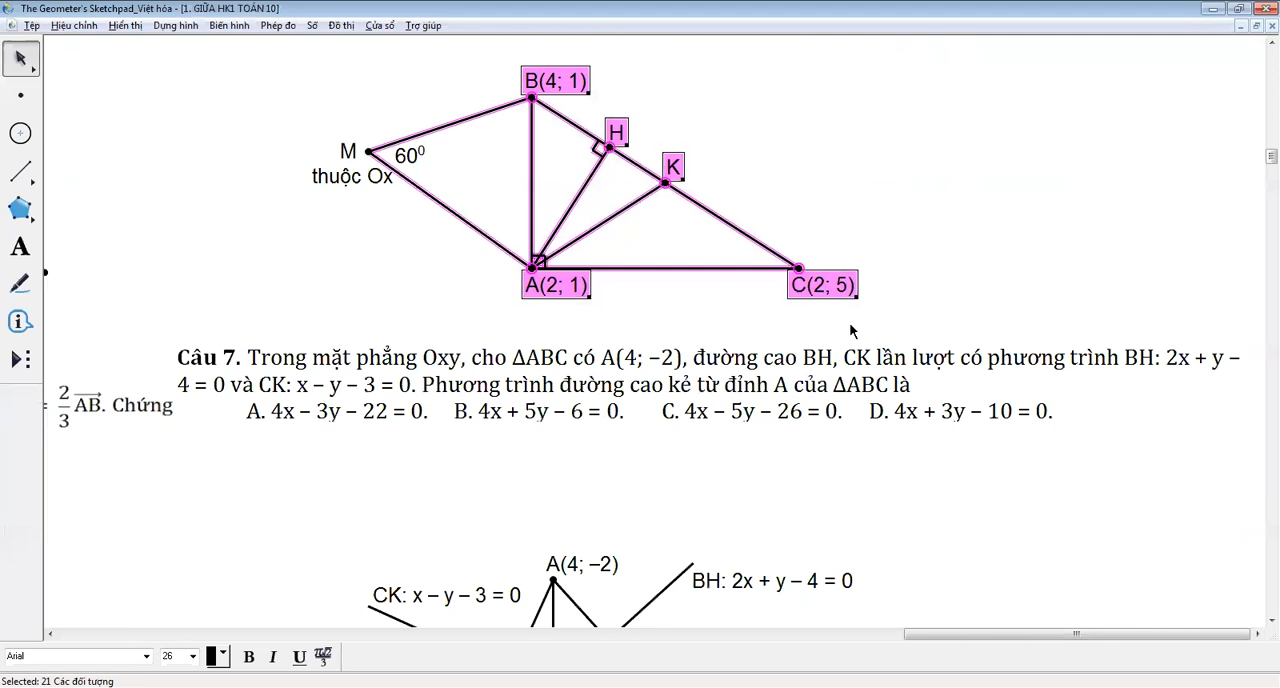 The Geometer's Sketchpad_Việt hóa - [1. GIỮA HK1 TOÁN 10]
Tệp Hiệu chính Hiển thị Dựng hình Biến hình Phép đo Số Đồ thị Cửa sổ Trợ giúp
B(4; 1)
H
M 60⁰
K
thuộc Ox
A(2; 1)
C(2; 5)
A
Câu 7. Trong mặt phẳng Oxy, cho ΔABC có A(4; −2), đường cao BH, CK lần lượt có phương trình BH: 2x + y −
4 = 0 và CK: x − y − 3 = 0. Phương trình đường cao kẻ từ đỉnh A của ΔABC là
= 2/3 AB. Chứng
A. 4x − 3y − 22 = 0. B. 4x + 5y − 6 = 0. C. 4x − 5y − 26 = 0. D. 4x + 3y − 10 = 0.
A(4; −2)
CK: x − y − 3 = 0
BH: 2x + y − 4 = 0
Arial 26 B I U
Selected: 21 Các đối tượng